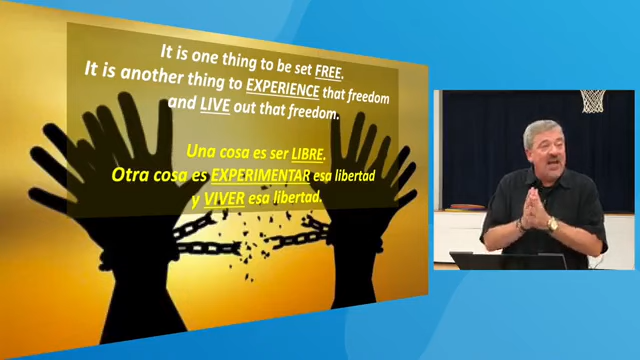 It is one thing to be set FREE.
It is another thing to EXPERIENCE that freedom
and LIVE out that freedom.
Una cosa es ser LIBRE.
Otra cosa es EXPERIMENTAR esa libertad
y VIVER esa libertad.